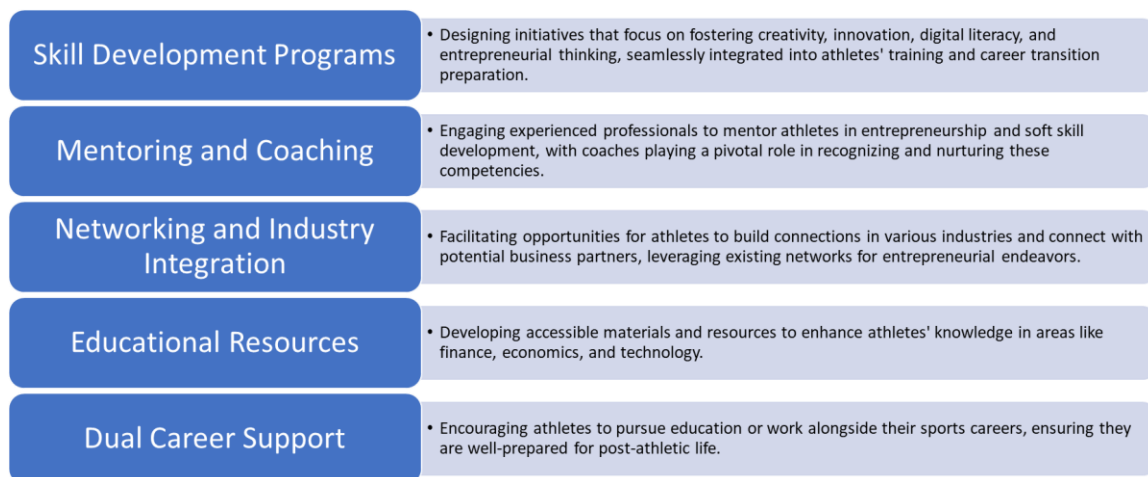 Skill Development Programs
• Designing initiatives that focus on fostering creativity, innovation, digital literacy, and
entrepreneurial thinking, seamlessly integrated into athletes' training and career transition
preparation.
Mentoring and Coaching
• Engaging experienced professionals to mentor athletes in entrepreneurship and soft skill
development, with coaches playing a pivotal role in recognizing and nurturing these
competencies.
Networking and Industry
Integration
• Facilitating opportunities for athletes to build connections in various industries and connect with
potential business partners, leveraging existing networks for entrepreneurial endeavors.
Educational Resources
• Developing accessible materials and resources to enhance athletes' knowledge in areas like
finance, economics, and technology.
Dual Career Support
• Encouraging athletes to pursue education or work alongside their sports careers, ensuring they
are well-prepared for post-athletic life.